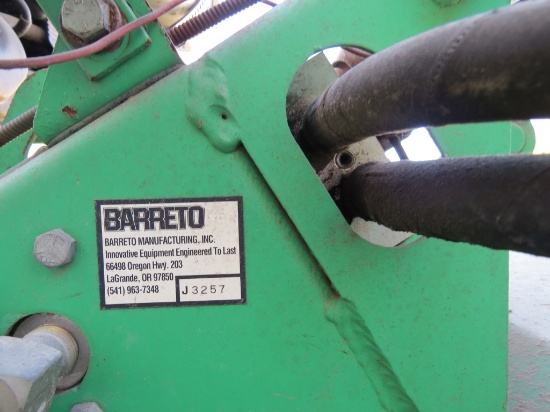 BARRETO
BARRETO MANUFACTURING, INC.
Innovative Equipment Engineered To Last
66498 Oregon Hwy. 203
LaGrande, OR 97850
(541) 963-7348
J3257